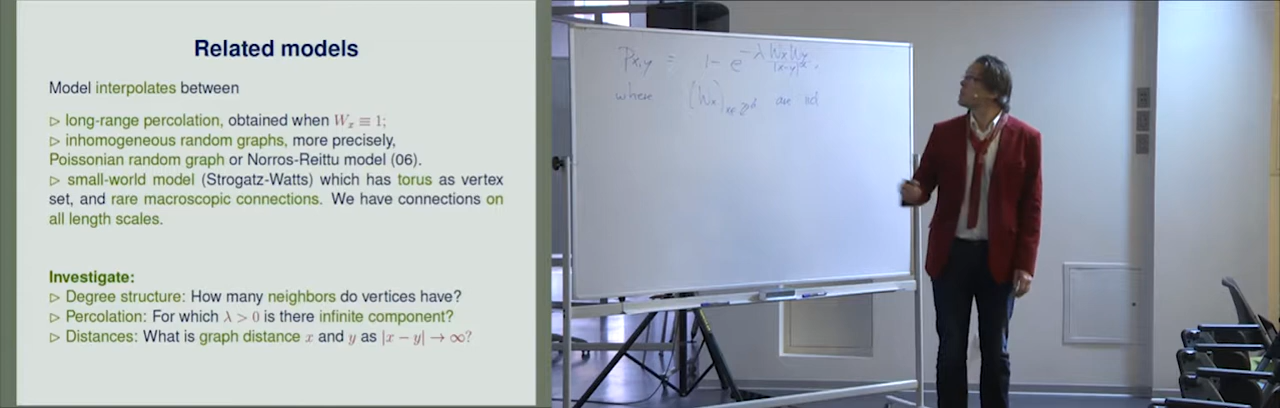 Related models
Model interpolates between
▷ long-range percolation, obtained when W_x ≡ 1;
▷ inhomogeneous random graphs, more precisely,
Poissonian random graph or Norros-Reittu model (06).
▷ small-world model (Strogatz-Watts) which has torus as vertex
set, and rare macroscopic connections. We have connections on
all length scales.
Investigate:
▷ Degree structure: How many neighbors do vertices have?
▷ Percolation: For which λ > 0 is there infinite component?
▷ Distances: What is graph distance x and y as |x − y| → ∞?
P_{x,y} = 1 - e^{-λ W_x W_y / |x-y|^α},
where (W_x)_{x∈ℤ^d} are iid